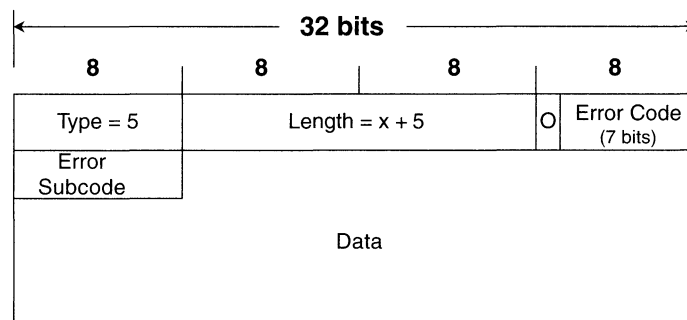 32 bits
8 8 8 8
Type = 5 Length = x + 5 O Error Code
(7 bits)
Error
Subcode
Data